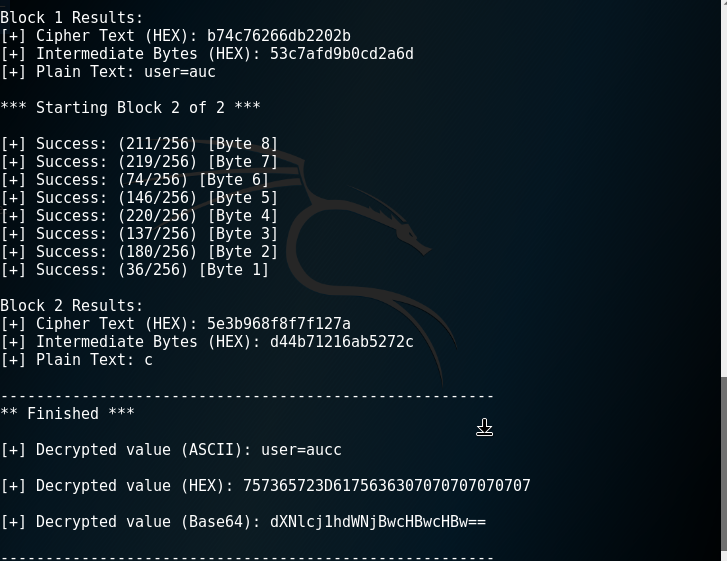 Block 1 Results:
[+] Cipher Text (HEX): b74c76266db2202b
[+] Intermediate Bytes (HEX): 53c7afd9b0cd2a6d
[+] Plain Text: user=auc
*** Starting Block 2 of 2 ***
[+] Success: (211/256) [Byte 8]
[+] Success: (219/256) [Byte 7]
[+] Success: (74/256) [Byte 6]
[+] Success: (146/256) [Byte 5]
[+] Success: (220/256) [Byte 4]
[+] Success: (137/256) [Byte 3]
[+] Success: (180/256) [Byte 2]
[+] Success: (36/256) [Byte 1]
Block 2 Results:
[+] Cipher Text (HEX): 5e3b968f8f7f127a
[+] Intermediate Bytes (HEX): d44b71216ab5272c
[+] Plain Text: c
-------------------------------------------------------
** Finished ***
[+] Decrypted value (ASCII): user=aucc
[+] Decrypted value (HEX): 757365723D6175636307070707070707
[+] Decrypted value (Base64): dXNlcj1hdWNjBwcHBwcHBw==
-------------------------------------------------------